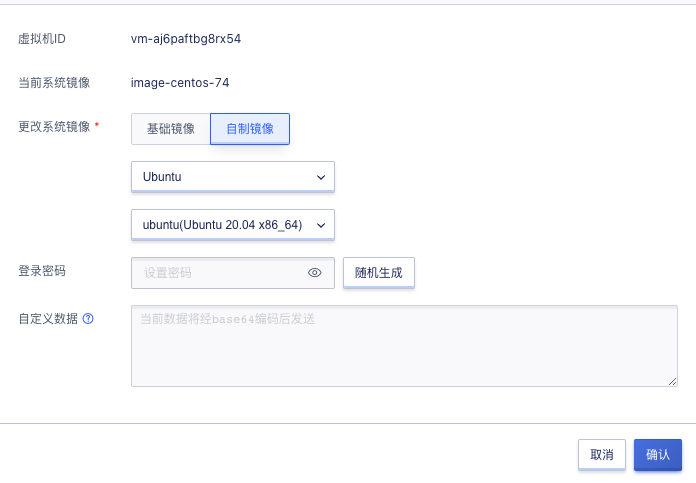 虚拟机ID vm-aj6paftbg8rx54
当前系统镜像 image-centos-74
更改系统镜像 * 基础镜像 自制镜像
Ubuntu
ubuntu(Ubuntu 20.04 x86_64)
登录密码 设置密码 随机生成
自定义数据 ? 当前数据将经base64编码后发送
取消 确认